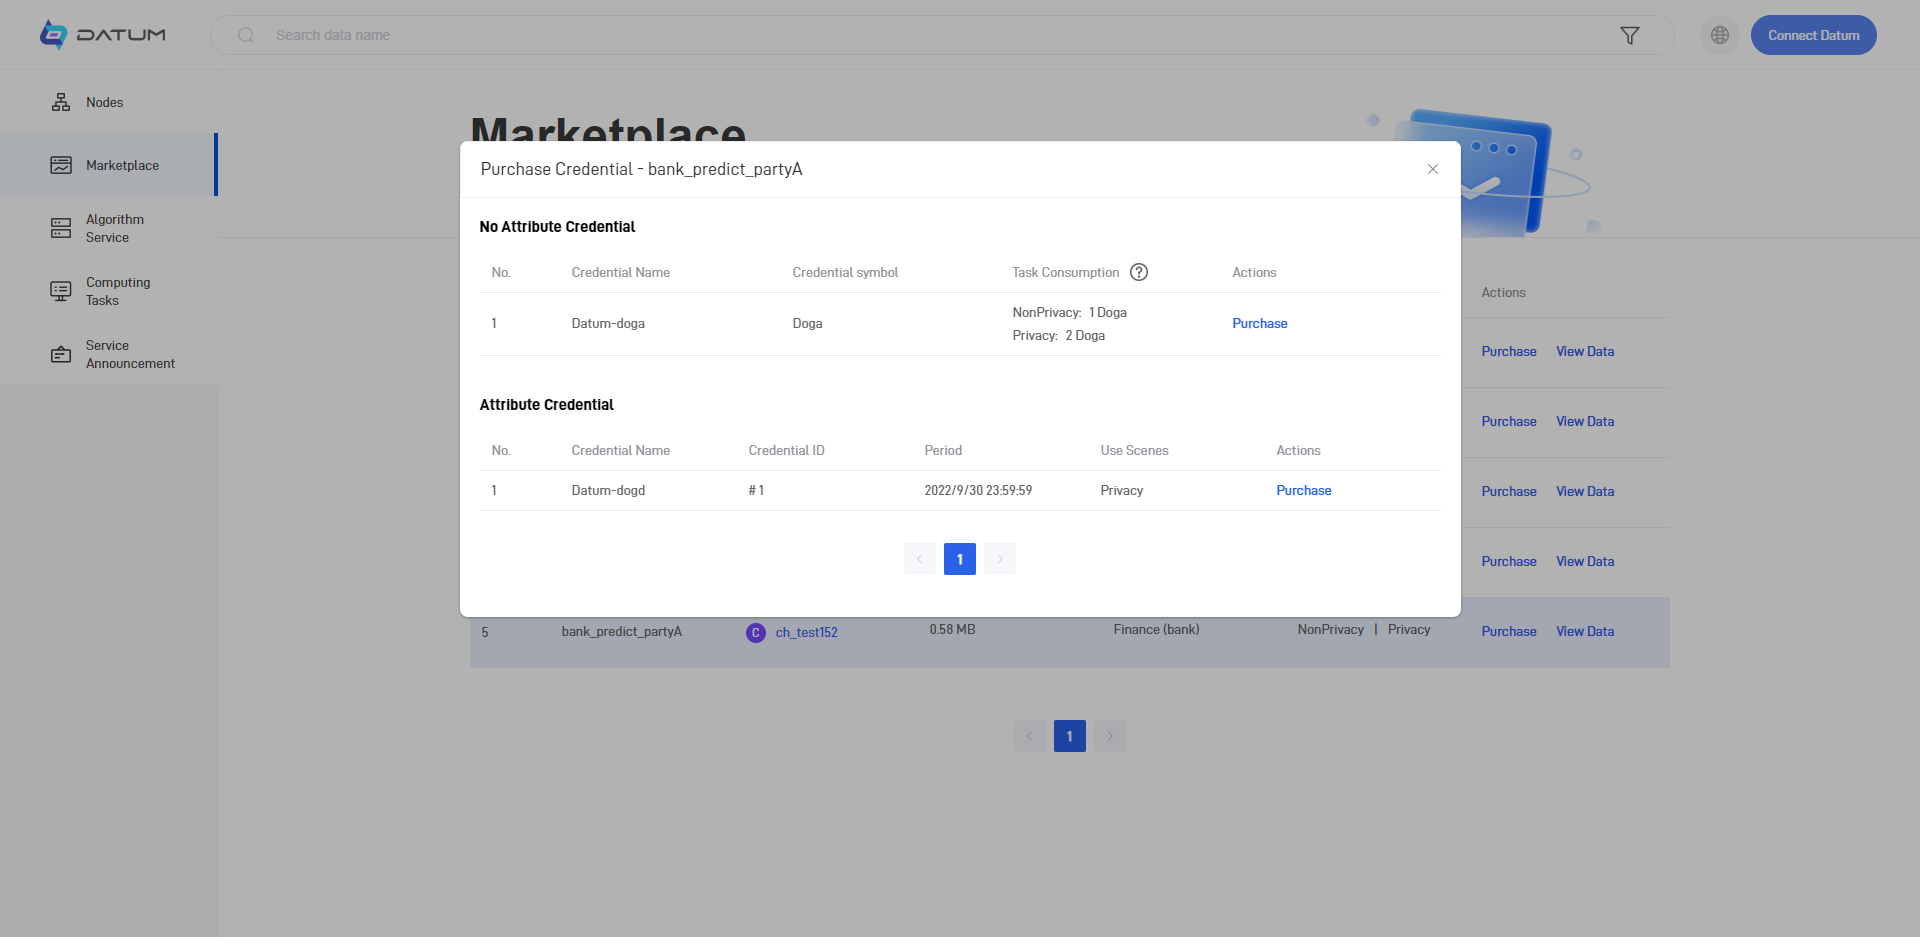 DATUM
Search data name
Connect Datum
Nodes
Marketplace
Algorithm
Service
Computing
Tasks
Service
Announcement
Marketplace
Purchase Credential - bank_predict_partyA
No Attribute Credential
No. Credential Name Credential symbol Task Consumption ? Actions
1 Datum-doga Doga NonPrivacy: 1 Doga Purchase
Privacy: 2 Doga
Attribute Credential
No. Credential Name Credential ID Period Use Scenes Actions
1 Datum-dogd # 1 2022/9/30 23:59:59 Privacy Purchase
1
Actions
Purchase View Data
Purchase View Data
Purchase View Data
Purchase View Data
5 bank_predict_partyA C ch_test152 0.58 MB Finance (bank) NonPrivacy | Privacy Purchase View Data
1